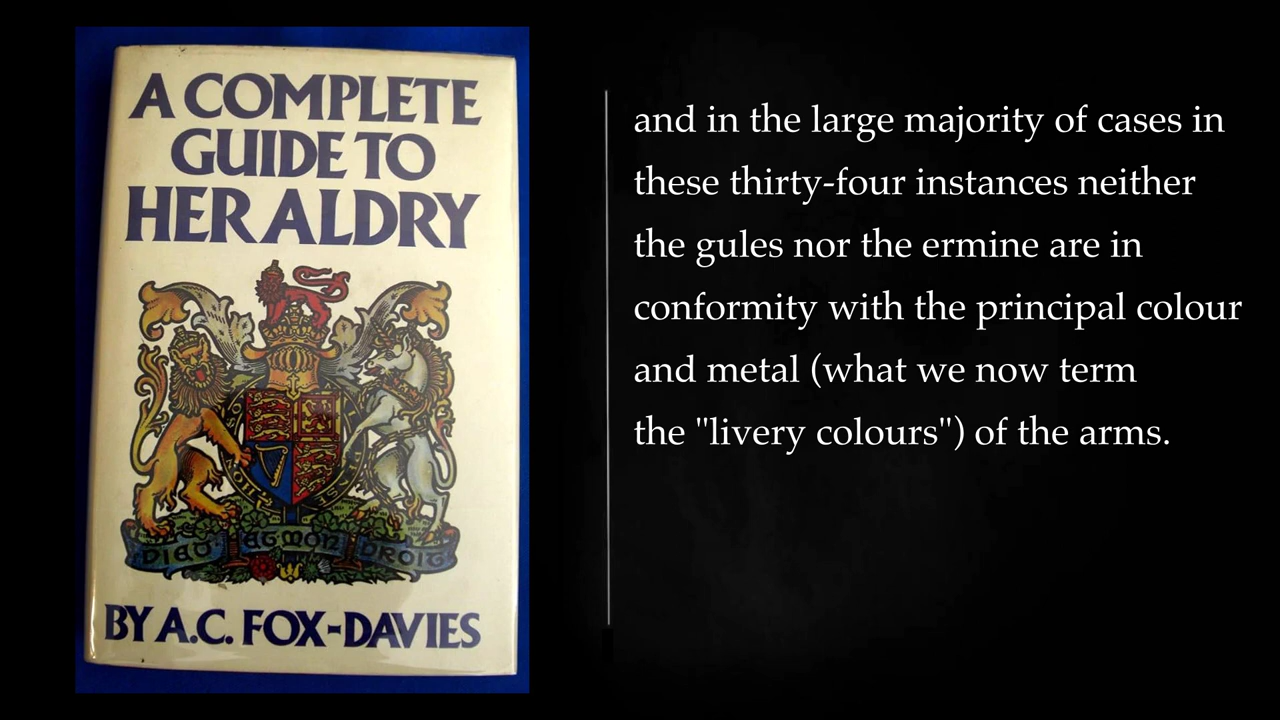 A COMPLETE
GUIDE TO
HERALDRY
DIEU ET MON DROIT
BY A.C. FOX-DAVIES
and in the large majority of cases in
these thirty-four instances neither
the gules nor the ermine are in
conformity with the principal colour
and metal (what we now term
the "livery colours") of the arms.